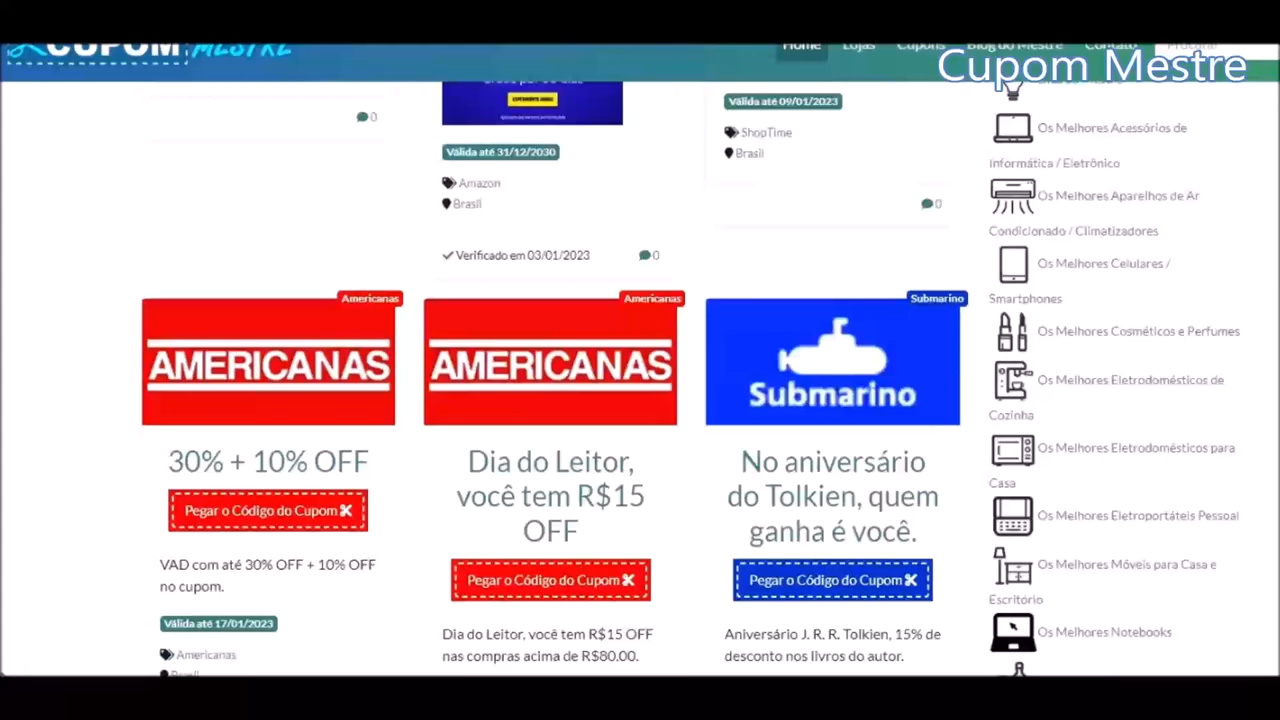 CUPOM MESTRE
Home Lojas Cupons Blog do Mestre Contato Procurar
Cupom Mestre
0
Válida até 31/12/2030
Amazon
Brasil
Verificado em 03/01/2023 0
Válida até 09/01/2023
ShopTime
Brasil
0
Americanas
AMERICANAS
30% + 10% OFF
Pegar o Código do Cupom
VAD com até 30% OFF + 10% OFF
no cupom.
Válida até 17/01/2023
Americanas
Brasil
Americanas
AMERICANAS
Dia do Leitor,
você tem R$15
OFF
Pegar o Código do Cupom
Dia do Leitor, você tem R$15 OFF
nas compras acima de R$80,00.
Submarino
Submarino
No aniversário
do Tolkien, quem
ganha é você.
Pegar o Código do Cupom
Aniversário J. R. R. Tolkien, 15% de
desconto nos livros do autor.
Os Melhores Acessórios de
Informática / Eletrônico
Os Melhores Aparelhos de Ar
Condicionado / Climatizadores
Os Melhores Celulares /
Smartphones
Os Melhores Cosméticos e Perfumes
Os Melhores Eletrodomésticos de
Cozinha
Os Melhores Eletrodomésticos para
Casa
Os Melhores Eletroportáteis Pessoal
Os Melhores Móveis para Casa e
Escritório
Os Melhores Notebooks